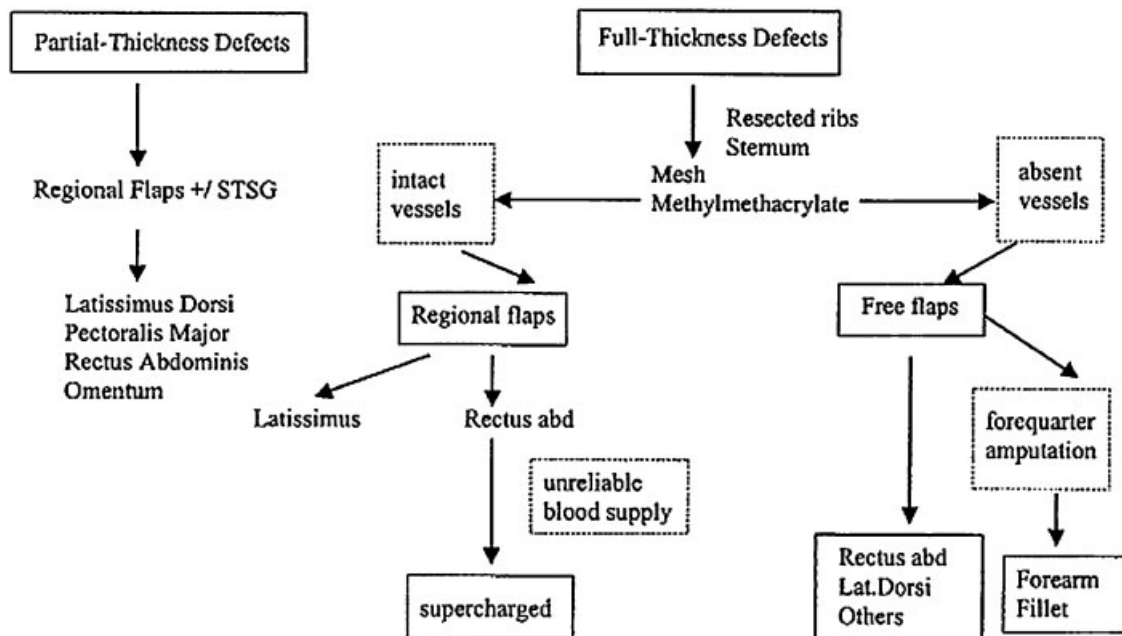 Partial-Thickness Defects
Full-Thickness Defects
Resected ribs
Sternum
intact
vessels
Mesh
Methylmethacrylate
absent
vessels
Regional Flaps +/ STSG
Latissimus Dorsi
Pectoralis Major
Rectus Abdominis
Omentum
Regional flaps
Free flaps
Latissimus
Rectus abd
forequarter
amputation
unreliable
blood supply
supercharged
Rectus abd
Lat.Dorsi
Others
Forearm
Fillet